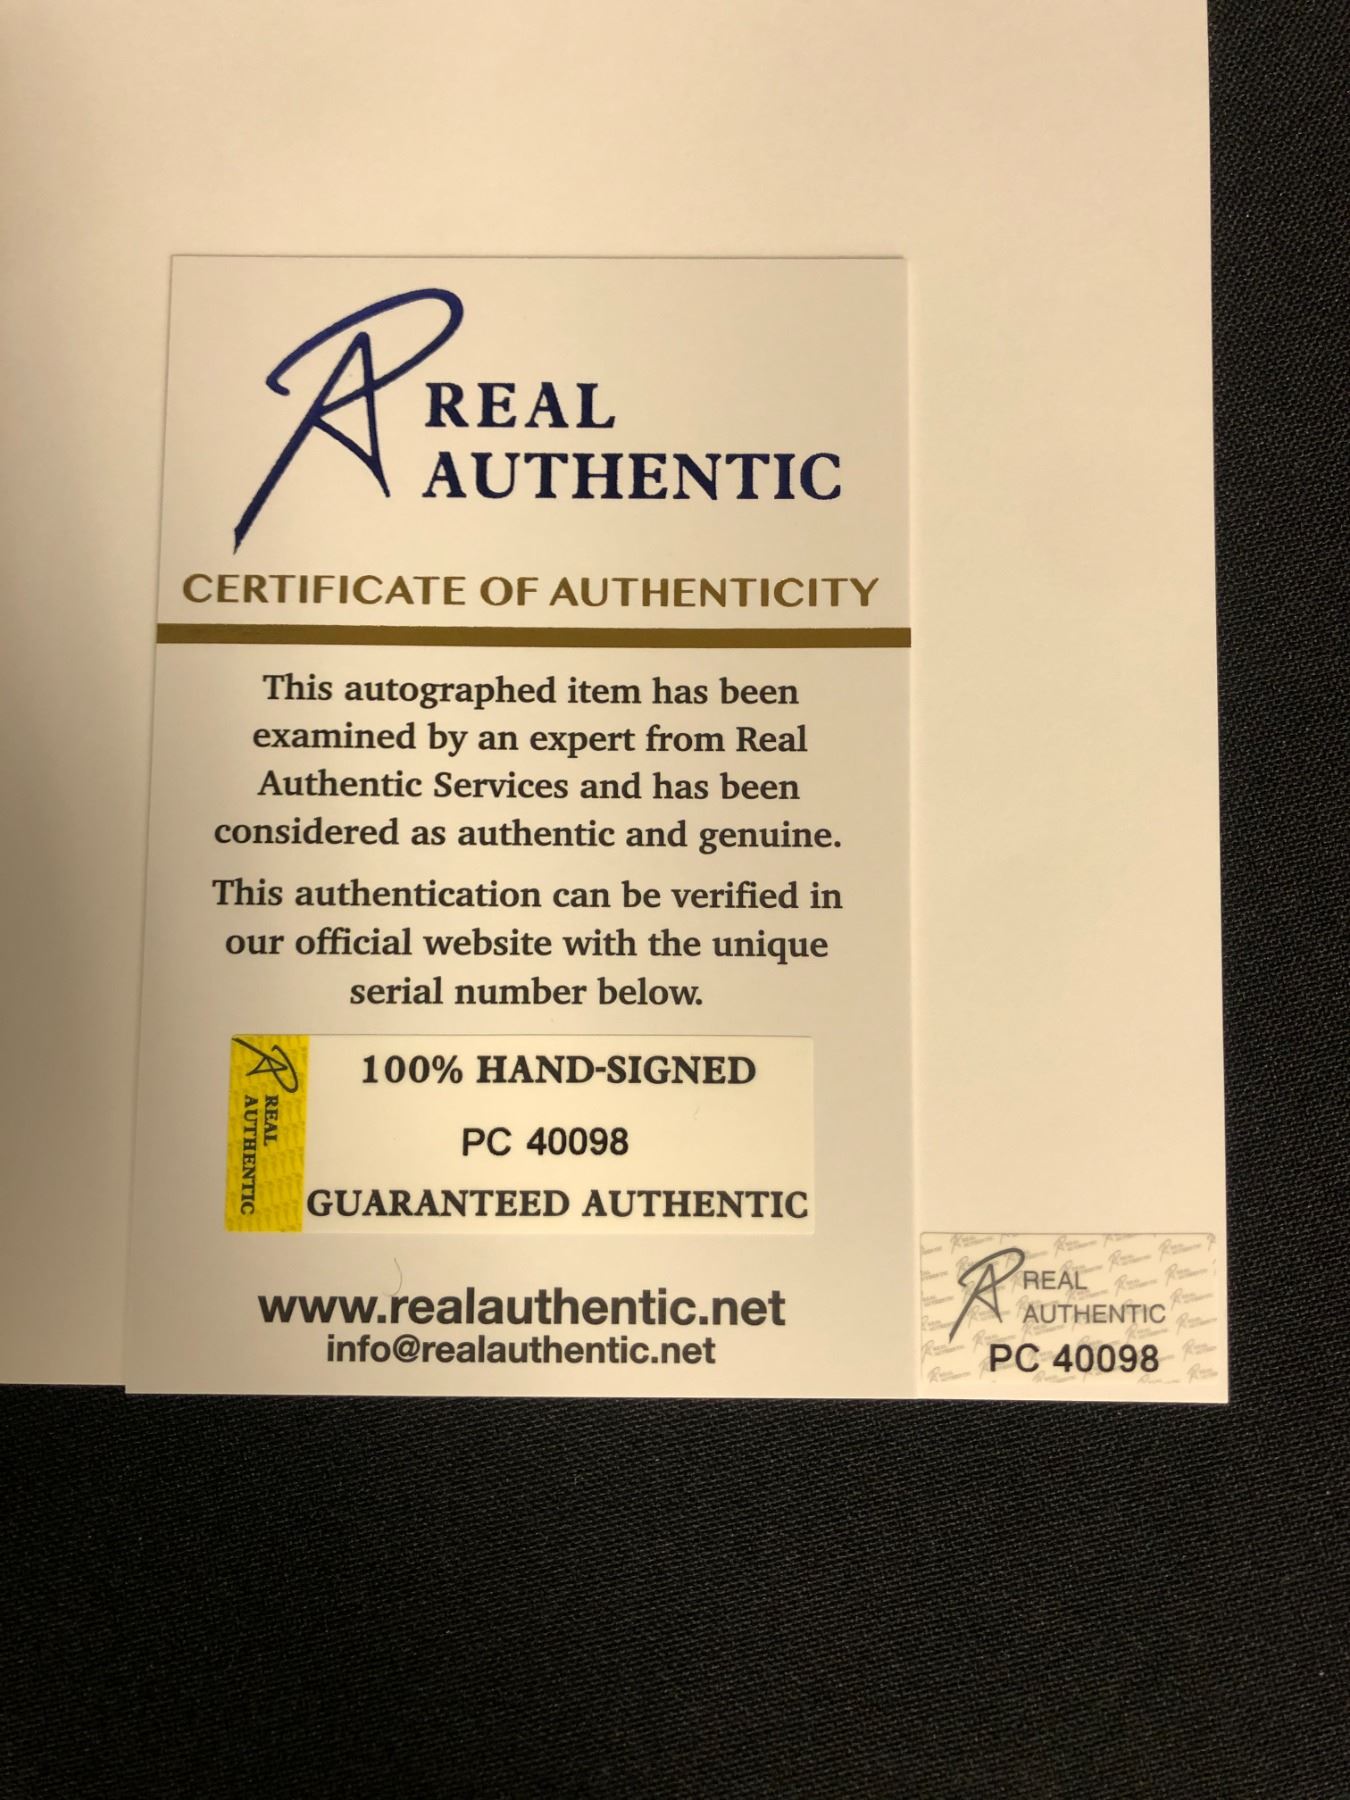 REAL
AUTHENTIC
CERTIFICATE OF AUTHENTICITY
This autographed item has been
examined by an expert from Real
Authentic Services and has been
considered as authentic and genuine.
This authentication can be verified in
our official website with the unique
serial number below.
REAL
AUTHENTIC
100% HAND-SIGNED
PC 40098
GUARANTEED AUTHENTIC
www.realauthentic.net
info@realauthentic.net
REAL
AUTHENTIC
PC 40098